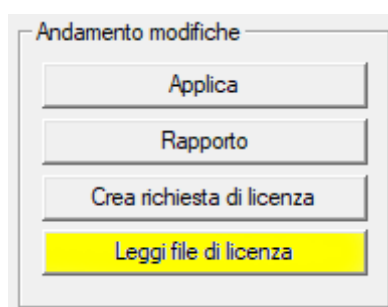 Andamento modifiche
Applica
Rapporto
Crea richiesta di licenza
Leggi file di licenza